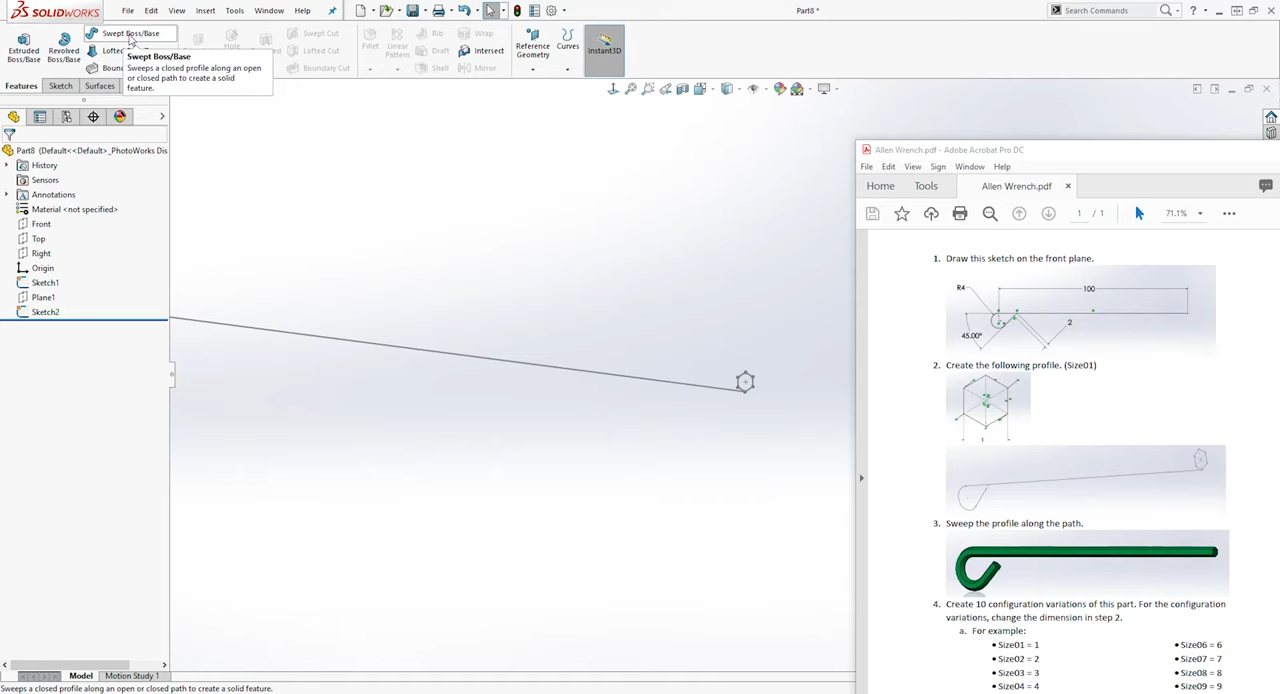 SOLIDWORKS File Edit View Insert Tools Window Help Part8 * Search Commands ?
Extruded Boss/Base Revolved Boss/Base Swept Boss/Base Swept Cut Rib Wrap
Lofted Lofted Cut Fillet Linear Pattern Draft Intersect Reference Geometry Curves Instant3D
Boun Boundary Cut Shell Mirror
Swept Boss/Base
Sweeps a closed profile along an open
or closed path to create a solid
feature.
Features Sketch Surfaces
Part8 (Default<<Default>_PhotoWorks Dis
History
Sensors
Annotations
Material <not specified>
Front
Top
Right
Origin
Sketch1
Plane1
Sketch2
Allen Wrench.pdf - Adobe Acrobat Pro DC
File Edit View Sign Window Help
Home Tools Allen Wrench.pdf ×
1 / 1 71.1%
1. Draw this sketch on the front plane.
R4 100
2
45.00°
2. Create the following profile. (Size01)
1
3. Sweep the profile along the path.
4. Create 10 configuration variations of this part. For the configuration
variations, change the dimension in step 2.
a. For example:
• Size01 = 1 • Size06 = 6
• Size02 = 2 • Size07 = 7
• Size03 = 3 • Size08 = 8
• Size04 = 4 • Size09 = 9
Model Motion Study 1
Sweeps a closed profile along an open or closed path to create a solid feature.